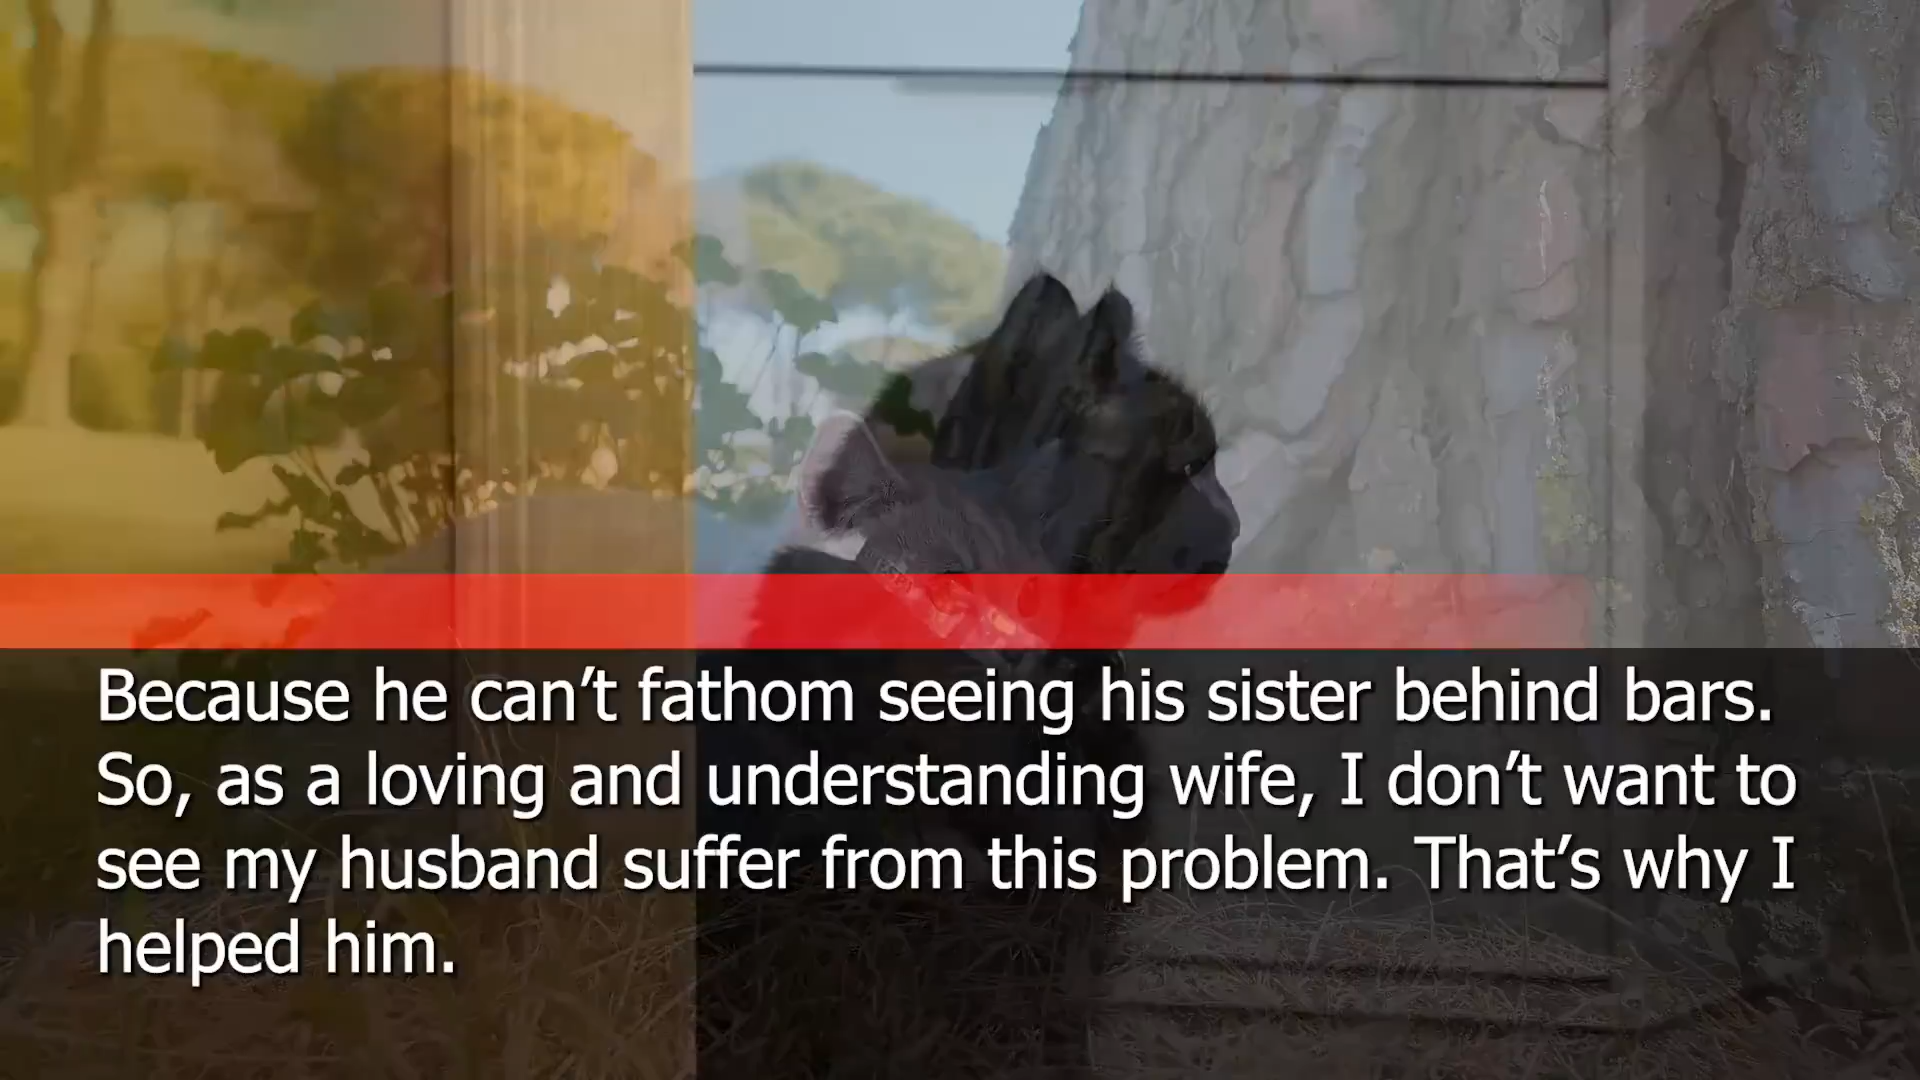 Because he can’t fathom seeing his sister behind bars.
So, as a loving and understanding wife, I don’t want to
see my husband suffer from this problem. That’s why I
helped him.